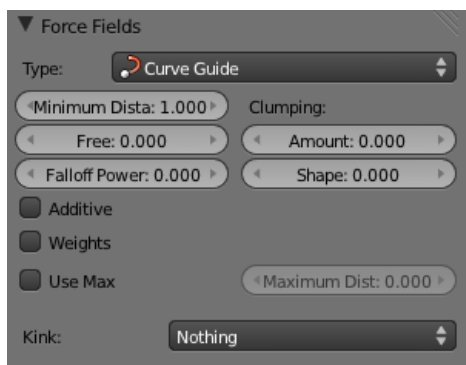 Force Fields
Type: Curve Guide
Minimum Dista: 1.000 Clumping:
Free: 0.000 Amount: 0.000
Falloff Power: 0.000 Shape: 0.000
Additive
Weights
Use Max Maximum Dist: 0.000
Kink: Nothing